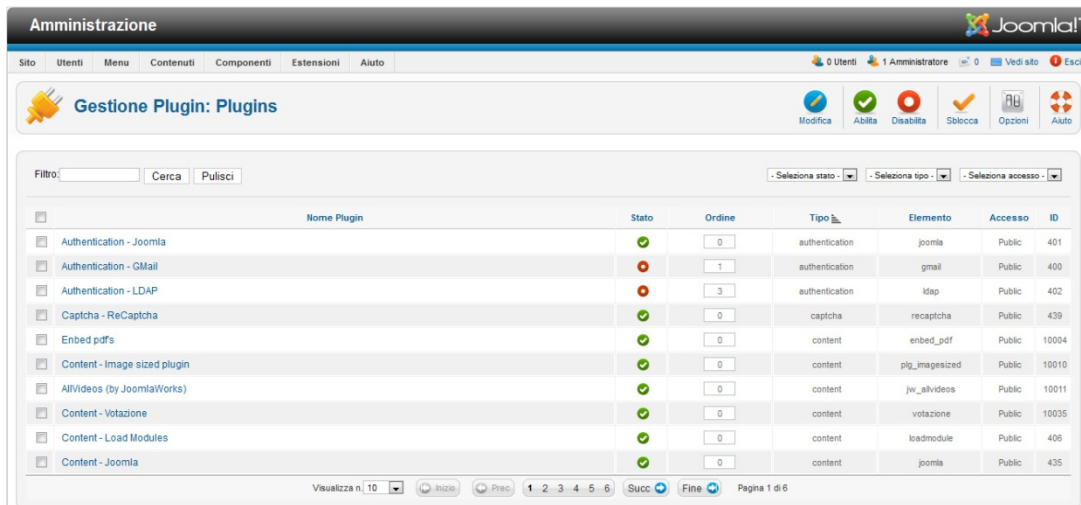 Amministrazione
Joomla!
Sito Utenti Menu Contenuti Componenti Estensioni Aiuto 0 Utenti 1 Amministratore 0 Vedi sito Esci
Gestione Plugin: Plugins Modifica Abilita Disabilita Sblocca Opzioni Aiuto
Filtro: Cerca Pulisci - Seleziona stato - - Seleziona tipo - - Seleziona accesso -
Nome Plugin Stato Ordine Tipo Elemento Accesso ID
Authentication - Joomla 0 authentication joomla Public 401
Authentication - GMail 1 authentication gmail Public 400
Authentication - LDAP 3 authentication ldap Public 402
Captcha - ReCaptcha 0 captcha recaptcha Public 439
Enbed pdf's 0 content enbed_pdf Public 10004
Content - Image sized plugin 0 content plg_imagesized Public 10010
AllVideos (by JoomlaWorks) 0 content jw_allvideos Public 10011
Content - Votazione 0 content votazione Public 10035
Content - Load Modules 0 content loadmodule Public 406
Content - Joomla 0 content joomla Public 435
Visualizza n. 10 Inizio Prec 1 2 3 4 5 6 Succ Fine Pagina 1 di 6